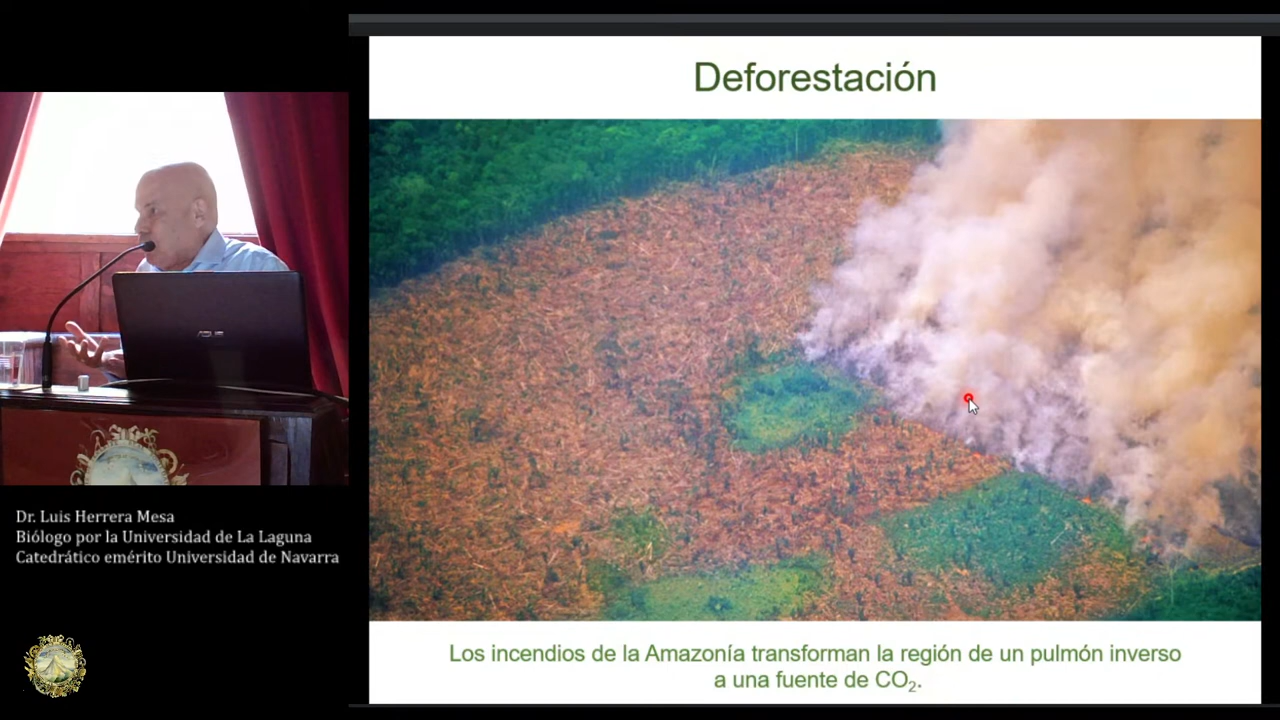 Deforestación
ASUS
Dr. Luis Herrera Mesa
Biólogo por la Universidad de La Laguna
Catedrático emérito Universidad de Navarra
Los incendios de la Amazonía transforman la región de un pulmón inverso
a una fuente de CO₂.